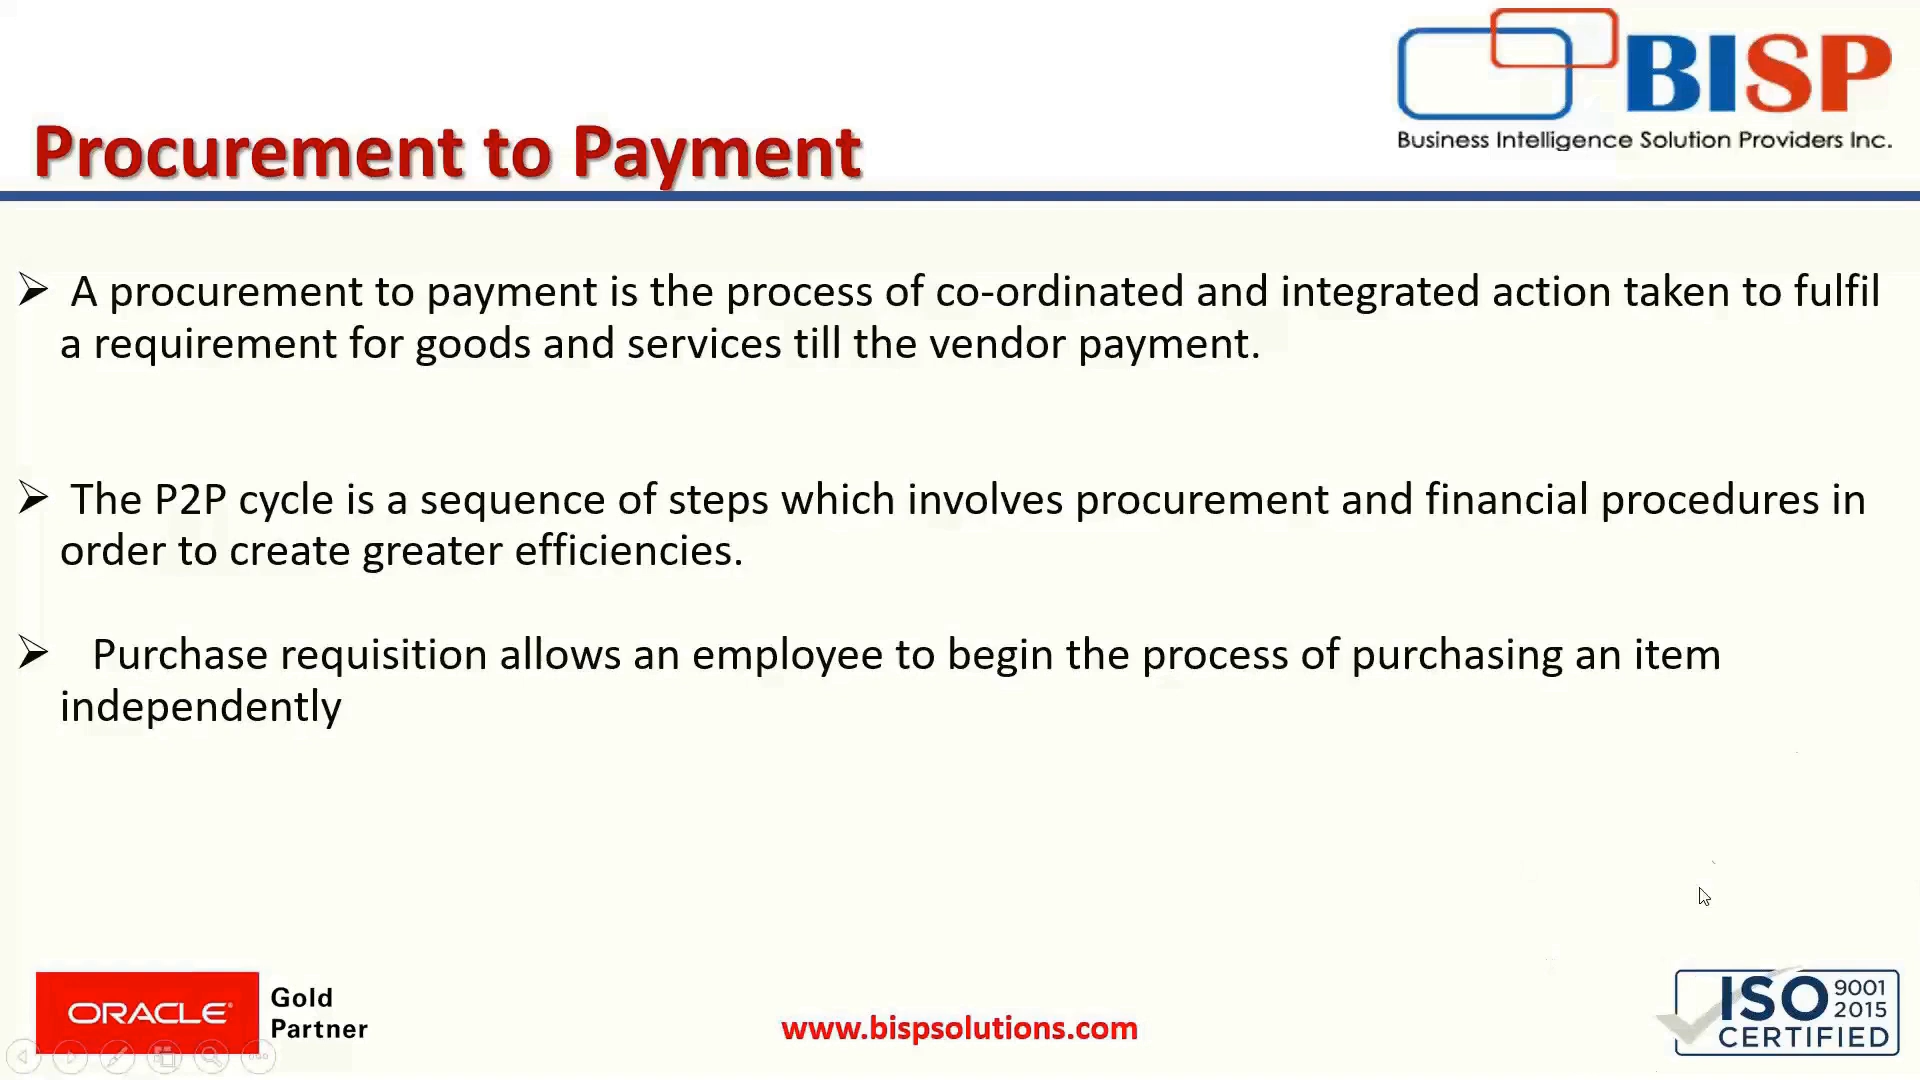 BISP
Business Intelligence Solution Providers Inc.
Procurement to Payment
A procurement to payment is the process of co-ordinated and integrated action taken to fulfil
a requirement for goods and services till the vendor payment.
The P2P cycle is a sequence of steps which involves procurement and financial procedures in
order to create greater efficiencies.
Purchase requisition allows an employee to begin the process of purchasing an item
independently
ORACLE®
Gold
Partner
www.bispsolutions.com
ISO 9001
2015
CERTIFIED